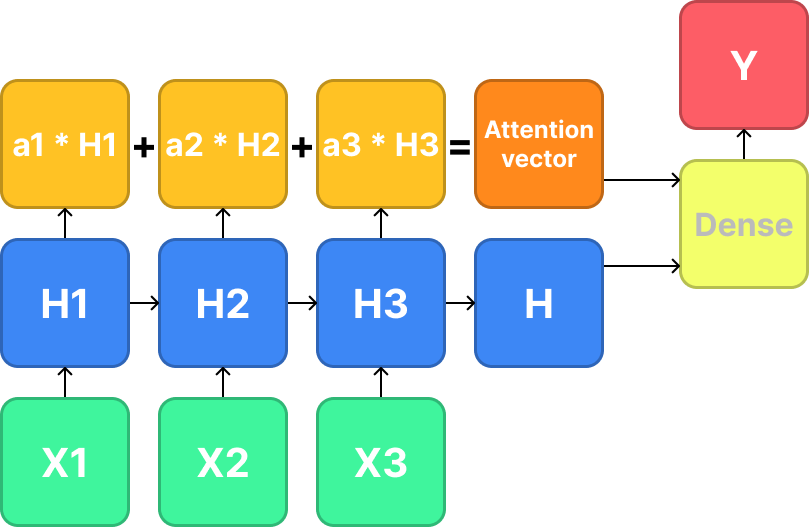 Y
a1 * H1 + a2 * H2 + a3 * H3 = Attention
vector
Dense
H1 H2 H3 H
X1 X2 X3